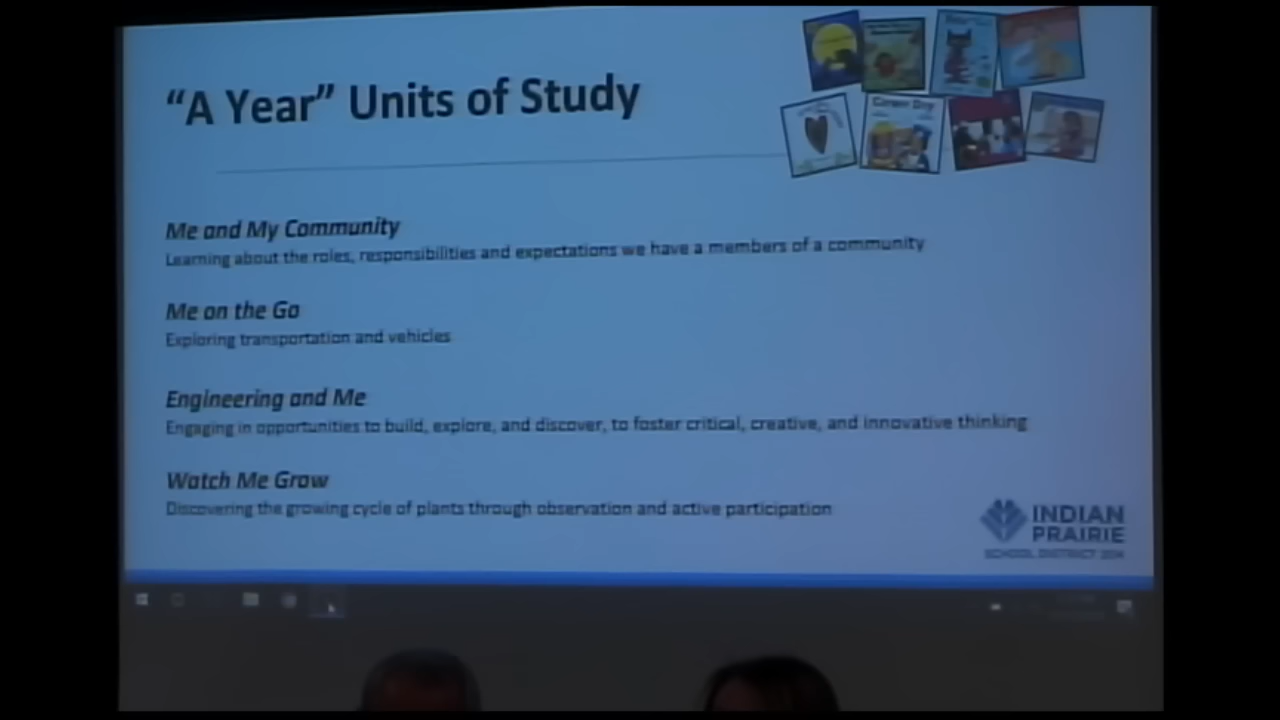 “A Year” Units of Study
Career Day
Me and My Community
Learning about the roles, responsibilities and expectations we have a members of a community
Me on the Go
Exploring transportation and vehicles
Engineering and Me
Engaging in opportunities to build, explore, and discover, to foster critical, creative, and innovative thinking
Watch Me Grow
Discovering the growing cycle of plants through observation and active participation
INDIAN
PRAIRIE
SCHOOL DISTRICT 204